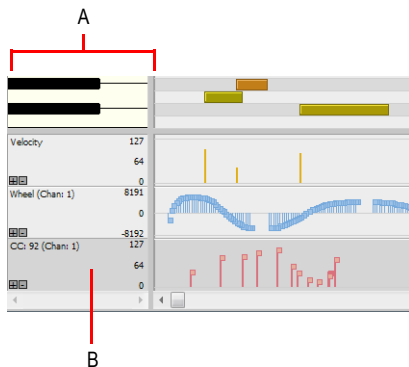 A
Velocity 127
64
0
Wheel (Chan: 1) 8191
0
-8192
CC: 92 (Chan: 1) 127
64
0
B